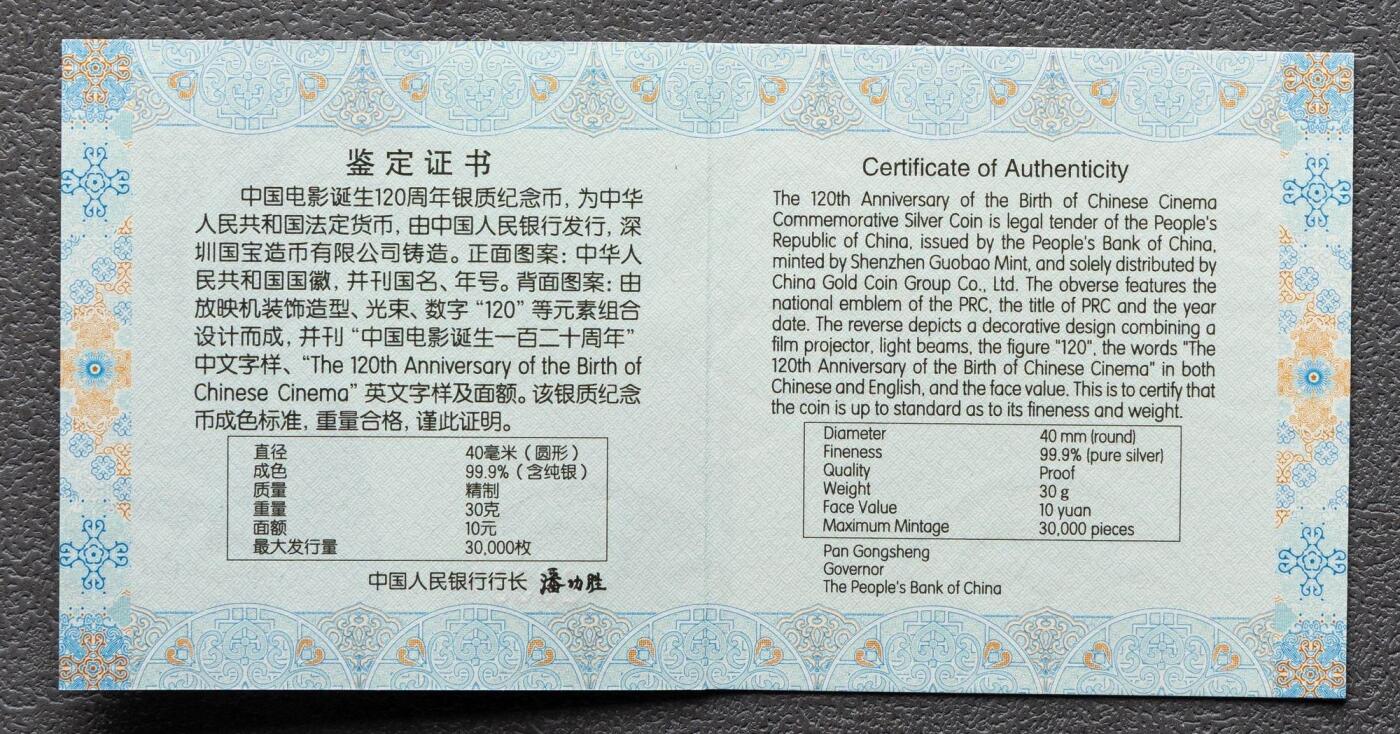 鉴定证书
中国电影诞生120周年银质纪念币，为中华
人民共和国法定货币，由中国人民银行发行，深
圳国宝造币有限公司铸造。正面图案：中华人
民共和国国徽，并刊国名、年号。背面图案：由
放映机装饰造型、光束、数字“120”等元素组合
设计而成，并刊“中国电影诞生一百二十周年”
中文字样、“The 120th Anniversary of the Birth of
Chinese Cinema”英文字样及面额。该银质纪念
币成色标准，重量合格，谨此证明。
直径 40毫米（圆形）
成色 99.9%（含纯银）
质量 精制
重量 30克
面额 10元
最大发行量 30,000枚
中国人民银行行长 潘功胜
Certificate of Authenticity
The 120th Anniversary of the Birth of Chinese Cinema
Commemorative Silver Coin is legal tender of the People's
Republic of China, issued by the People's Bank of China,
minted by Shenzhen Guobao Mint, and solely distributed by
China Gold Coin Group Co., Ltd. The obverse features the
national emblem of the PRC, the title of PRC and the year
date. The reverse depicts a decorative design combining a
film projector, light beams, the figure "120", the words "The
120th Anniversary of the Birth of Chinese Cinema" in both
Chinese and English, and the face value. This is to certify that
the coin is up to standard as to its fineness and weight.
Diameter 40 mm (round)
Fineness 99.9% (pure silver)
Quality Proof
Weight 30 g
Face Value 10 yuan
Maximum Mintage 30,000 pieces
Pan Gongsheng
Governor
The People's Bank of China